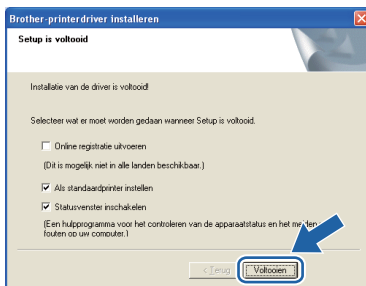 Brother-printerdriver installeren
Setup is voltooid
Installatie van de driver is voltooid!
Selecteer wat er moet worden gedaan wanneer Setup is voltooid.
Online registratie uitvoeren
(Dit is mogelijk niet in alle landen beschikbaar.)
Als standaardprinter instellen
Statusvenster inschakelen
(Een hulpprogramma voor het controleren van de apparaatstatus en het melden
fouten op uw computer.)
< Terug
Voltooien